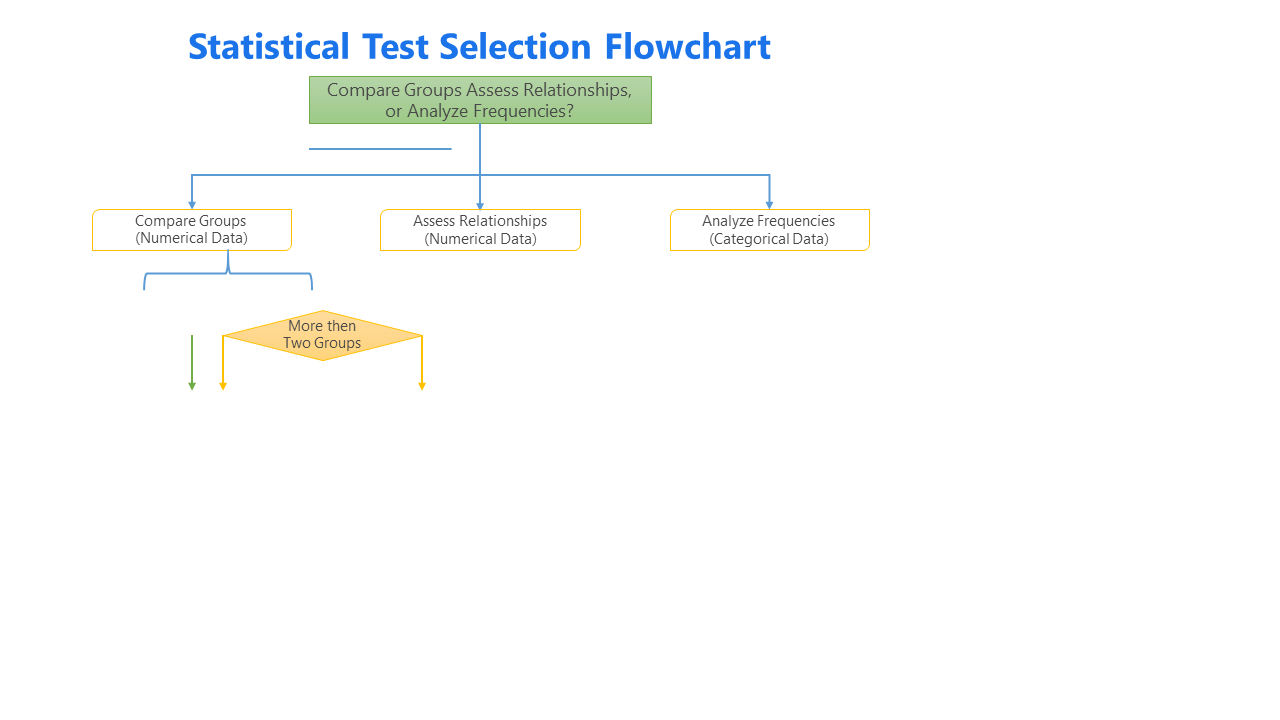 Statistical Test Selection Flowchart
Compare Groups Assess Relationships,
or Analyze Frequencies?
Compare Groups
(Numerical Data)
Assess Relationships
(Numerical Data)
Analyze Frequencies
(Categorical Data)
More then
Two Groups